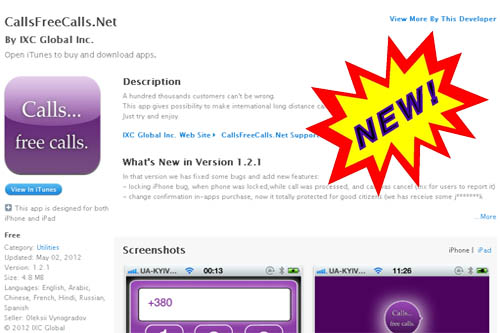 CallsFreeCalls.Net
View More By This Developer
By IXC Global Inc.
Open iTunes to buy and download apps.
Description
A hundred thousands customers can't be wrong.
This app gives possibility to make international long distance
Just try and enjoy.
IXC Global Inc. Web Site CallsFreeCalls.Net Support
NEW!
Calls...
free calls.
View In iTunes
This app is designed for both
iPhone and iPad
What's New in Version 1.2.1
In that version we has fixed some bugs and add new features:
- locking iPhone bug, when phone was locked,while call was processed, and was cancel for users to report it)
- change confirmation in-apps purchase, now it totally protected for good citizens (we has receive some j*******k
...More
Free
Category: Utilities
Updated: May 02, 2012
Version: 1.2.1
Size: 4.8 MB
Languages: English, Arabic,
Chinese, French, Hindi, Russian,
Spanish
Seller: Oleksii Vynogradov
© 2012 IXC Global
Screenshots
iPhone | iPad
UA-KYIV... 00:13
+380
UA-KYIV... 11:26
Calls...
free calls.